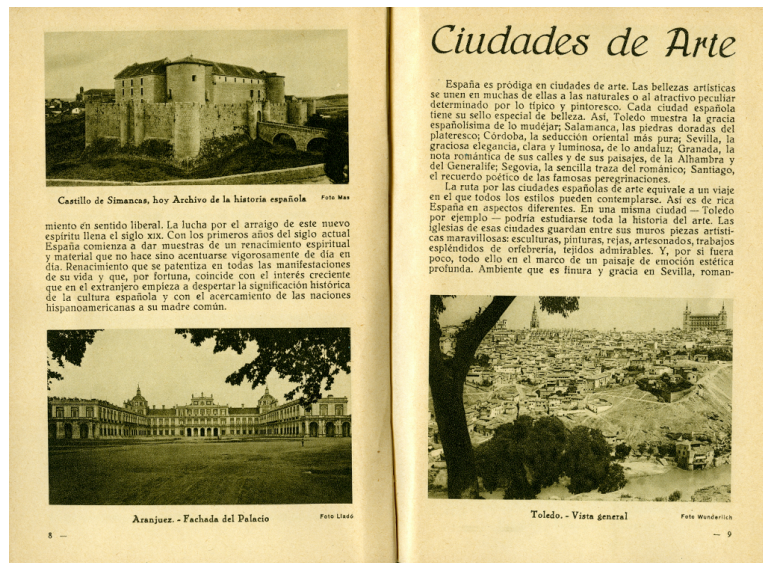 Castillo de Simancas, hoy Archivo de la historia española
Foto Mas
miento en sentido liberal. La lucha por el arraigo de este nuevo
espíritu llena el siglo XIX. Con los primeros años del siglo actual
España comienza a dar muestras de un renacimiento espiritual
y material que no hace sino acentuarse vigorosamente de día en
día. Renacimiento que se patentiza en todas las manifestaciones
de su vida y que, por fortuna, coincide con el interés creciente
que en el extranjero empieza a despertar la significación histórica
de la cultura española y con el acercamiento de las naciones
hispanoamericanas a su madre común.
Aranjuez. - Fachada del Palacio
Foto Lladó
8 —
Ciudades de Arte
España es pródiga en ciudades de arte. Las bellezas artísticas
se unen en muchas de ellas a las naturales o al atractivo peculiar
determinado por lo típico y pintoresco. Cada ciudad española
tiene su sello especial de belleza. Así, Toledo muestra la gracia
españolísima de lo mudéjar; Salamanca, las piedras doradas del
plateresco; Córdoba, la seducción oriental más pura; Sevilla, la
graciosa elegancia, clara y luminosa, de lo andaluz; Granada, la
nota romántica de sus calles y de sus paisajes, de la Alhambra y
del Generalife; Segovia, la sencilla traza del románico; Santiago,
el recuerdo poético de las famosas peregrinaciones.
La ruta por las ciudades españolas de arte equivale a un viaje
en el que todos los estilos pueden contemplarse. Así es de rica
España en aspectos diferentes. En una misma ciudad — Toledo
por ejemplo — podría estudiarse toda la historia del arte. Las
iglesias de esas ciudades guardan entre sus muros piezas artísti-
cas maravillosas: esculturas, pinturas, rejas, artesonados, trabajos
espléndidos de orfebrería, tejidos admirables. Y, por si fuera
poco, todo ello en el marco de un paisaje de emoción estética
profunda. Ambiente que es finura y gracia en Sevilla, roman-
Toledo. - Vista general
Foto Wunderlich
— 9